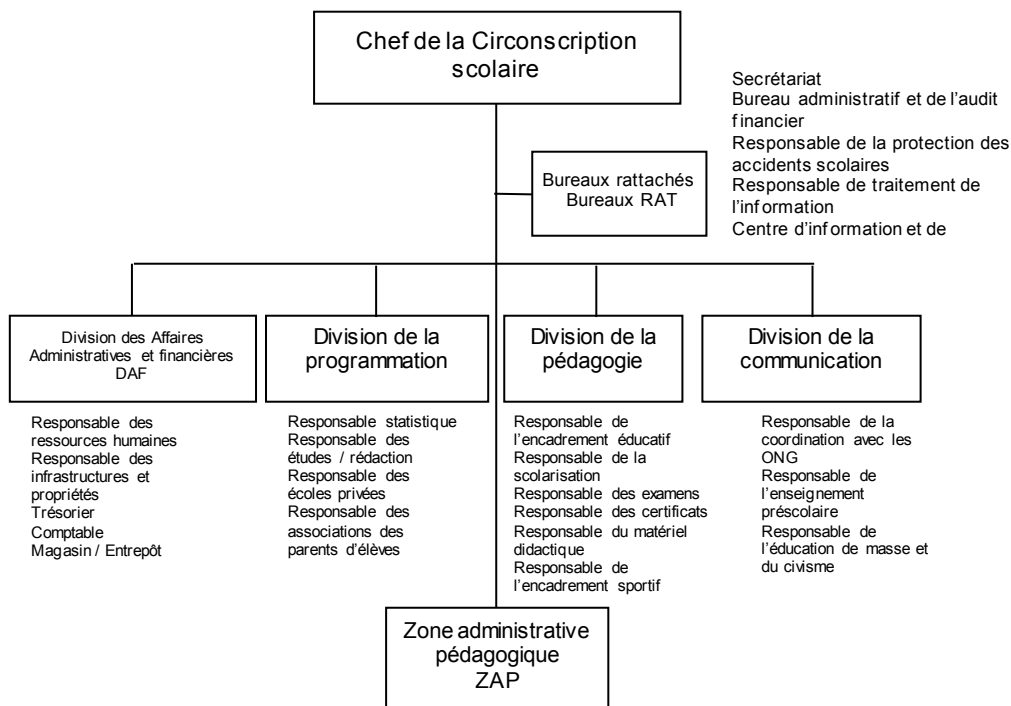 Chef de la Circonscription
scolaire
Secrétariat
Bureau administratif et de l'audit
financier
Responsable de la protection des
accidents scolaires
Responsable de traitement de
l'information
Centre d'information et de
Bureaux rattachés
Bureaux RAT
Division des Affaires
Administratives et financières
DAF
Responsable des
ressources humaines
Responsable des
infrastructures et
propriétés
Trésorier
Comptable
Magasin / Entrepôt
Division de la
programmation
Responsable statistique
Responsable des
études / rédaction
Responsable des
écoles privées
Responsable des
associations des
parents d'élèves
Division de la
pédagogie
Responsable de
l'encadrement éducatif
Responsable de la
scolarisation
Responsable des examens
Responsable des certificats
Responsable du matériel
didactique
Responsable de
l'encadrement sportif
Division de la
communication
Responsable de la
coordination avec les
ONG
Responsable de
l'enseignement
préscolaire
Responsable de
l'éducation de masse et
du civisme
Zone administrative
pédagogique
ZAP